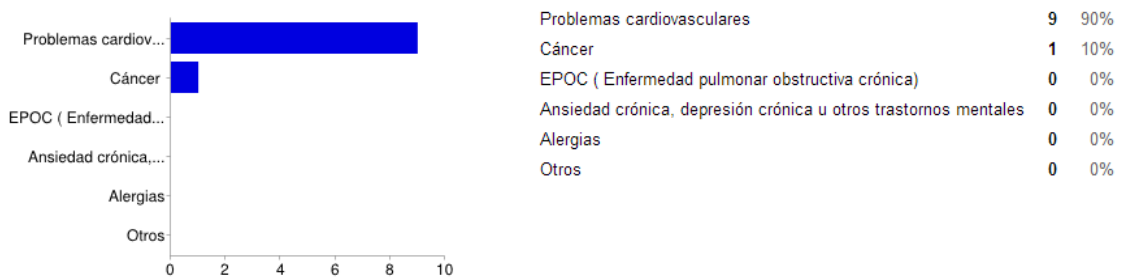 Problemas cardiov...
Cáncer
EPOC ( Enfermedad...
Ansiedad crónica,...
Alergias
Otros
0 2 4 6 8 10
Problemas cardiovasculares 9 90%
Cáncer 1 10%
EPOC ( Enfermedad pulmonar obstructiva crónica) 0 0%
Ansiedad crónica, depresión crónica u otros trastornos mentales 0 0%
Alergias 0 0%
Otros 0 0%